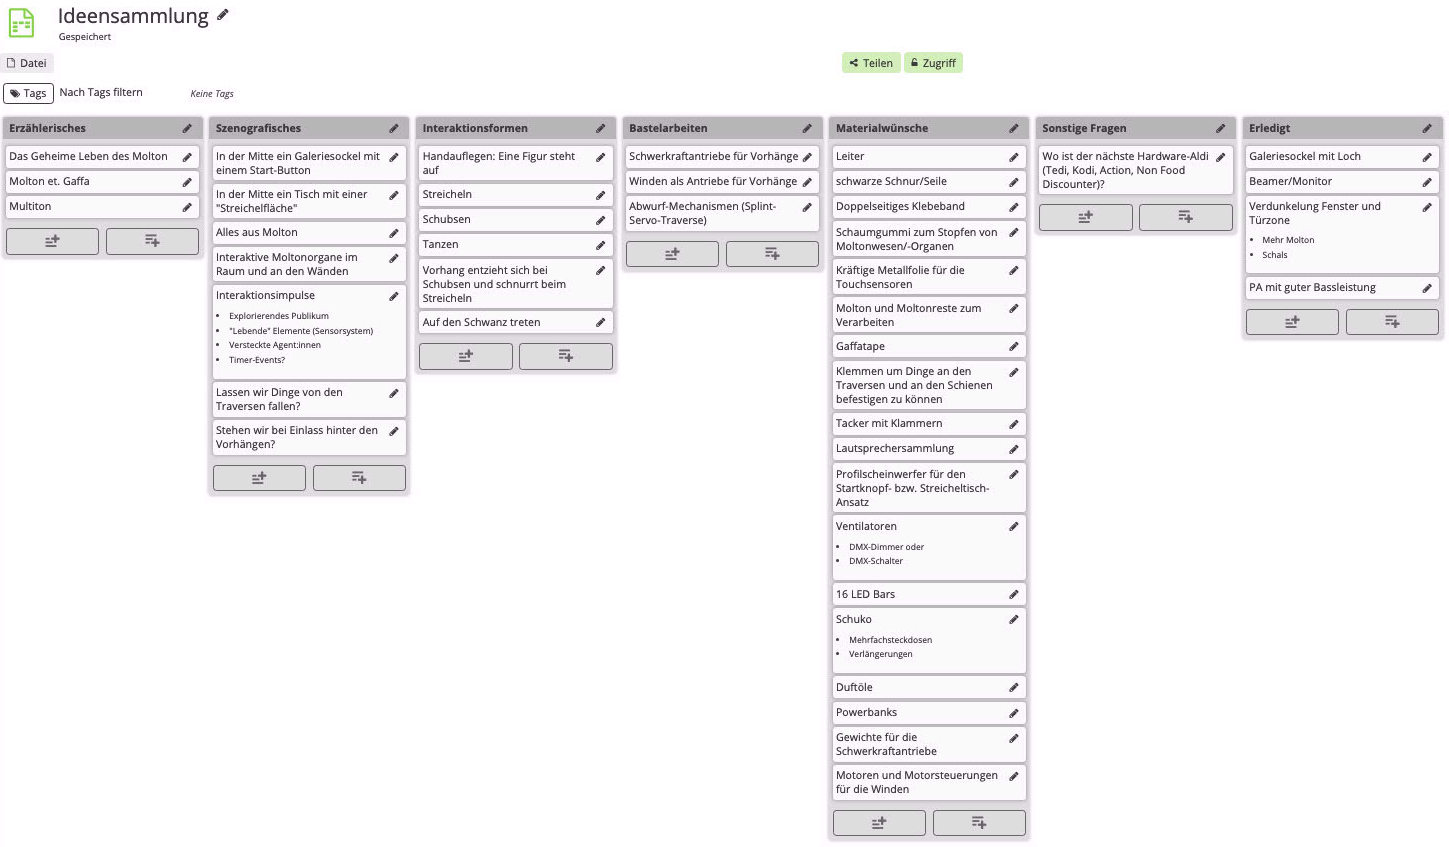 Ideensammlung
Gespeichert
Datei
Teilen
Zugriff
Tags
Nach Tags filtern
Keine Tags
Erzählerisches
Das Geheime Leben des Molton
Molton et. Gaffa
Multiton
Szenografisches
In der Mitte ein Galeriesockel mit
einem Start-Button
In der Mitte ein Tisch mit einer
"Streichelfläche"
Alles aus Molton
Interaktive Moltonorgane im
Raum und an den Wänden
Interaktionsimpulse
• Explorierendes Publikum
• "Lebende" Elemente (Sensorsystem)
• Versteckte Agent:innen
• Timer-Events?
Lassen wir Dinge von den
Traversen fallen?
Stehen wir bei Einlass hinter den
Vorhängen?
Interaktionsformen
Handauflegen: Eine Figur steht
auf
Streicheln
Schubsen
Tanzen
Vorhang entzieht sich bei
Schubsen und schnurrt beim
Streicheln
Auf den Schwanz treten
Bastelarbeiten
Schwerkraftantriebe für Vorhänge
Winden als Antriebe für Vorhänge
Abwurf-Mechanismen (Splint-
Servo-Traverse)
Materialwünsche
Leiter
schwarze Schnur/Seile
Doppelseitiges Klebeband
Schaumgummi zum Stopfen von
Moltonwesen/-Organen
Kräftige Metallfolie für die
Touchsensoren
Molton und Moltonreste zum
Verarbeiten
Gaffatape
Klemmen um Dinge an den
Traversen und an den Schienen
befestigen zu können
Tacker mit Klammern
Lautsprechersammlung
Profilscheinwerfer für den
Startknopf- bzw. Streicheltisch-
Ansatz
Ventilatoren
• DMX-Dimmer oder
• DMX-Schalter
16 LED Bars
Schuko
• Mehrfachsteckdosen
• Verlängerungen
Duftöle
Powerbanks
Gewichte für die
Schwerkraftantriebe
Motoren und Motorsteuerungen
für die Winden
Sonstige Fragen
Wo ist der nächste Hardware-Aldi
(Tedi, Kodi, Action, Non Food
Discounter)?
Erledigt
Galeriesockel mit Loch
Beamer/Monitor
Verdunkelung Fenster und
Türzone
• Mehr Molton
• Schals
PA mit guter Bassleistung